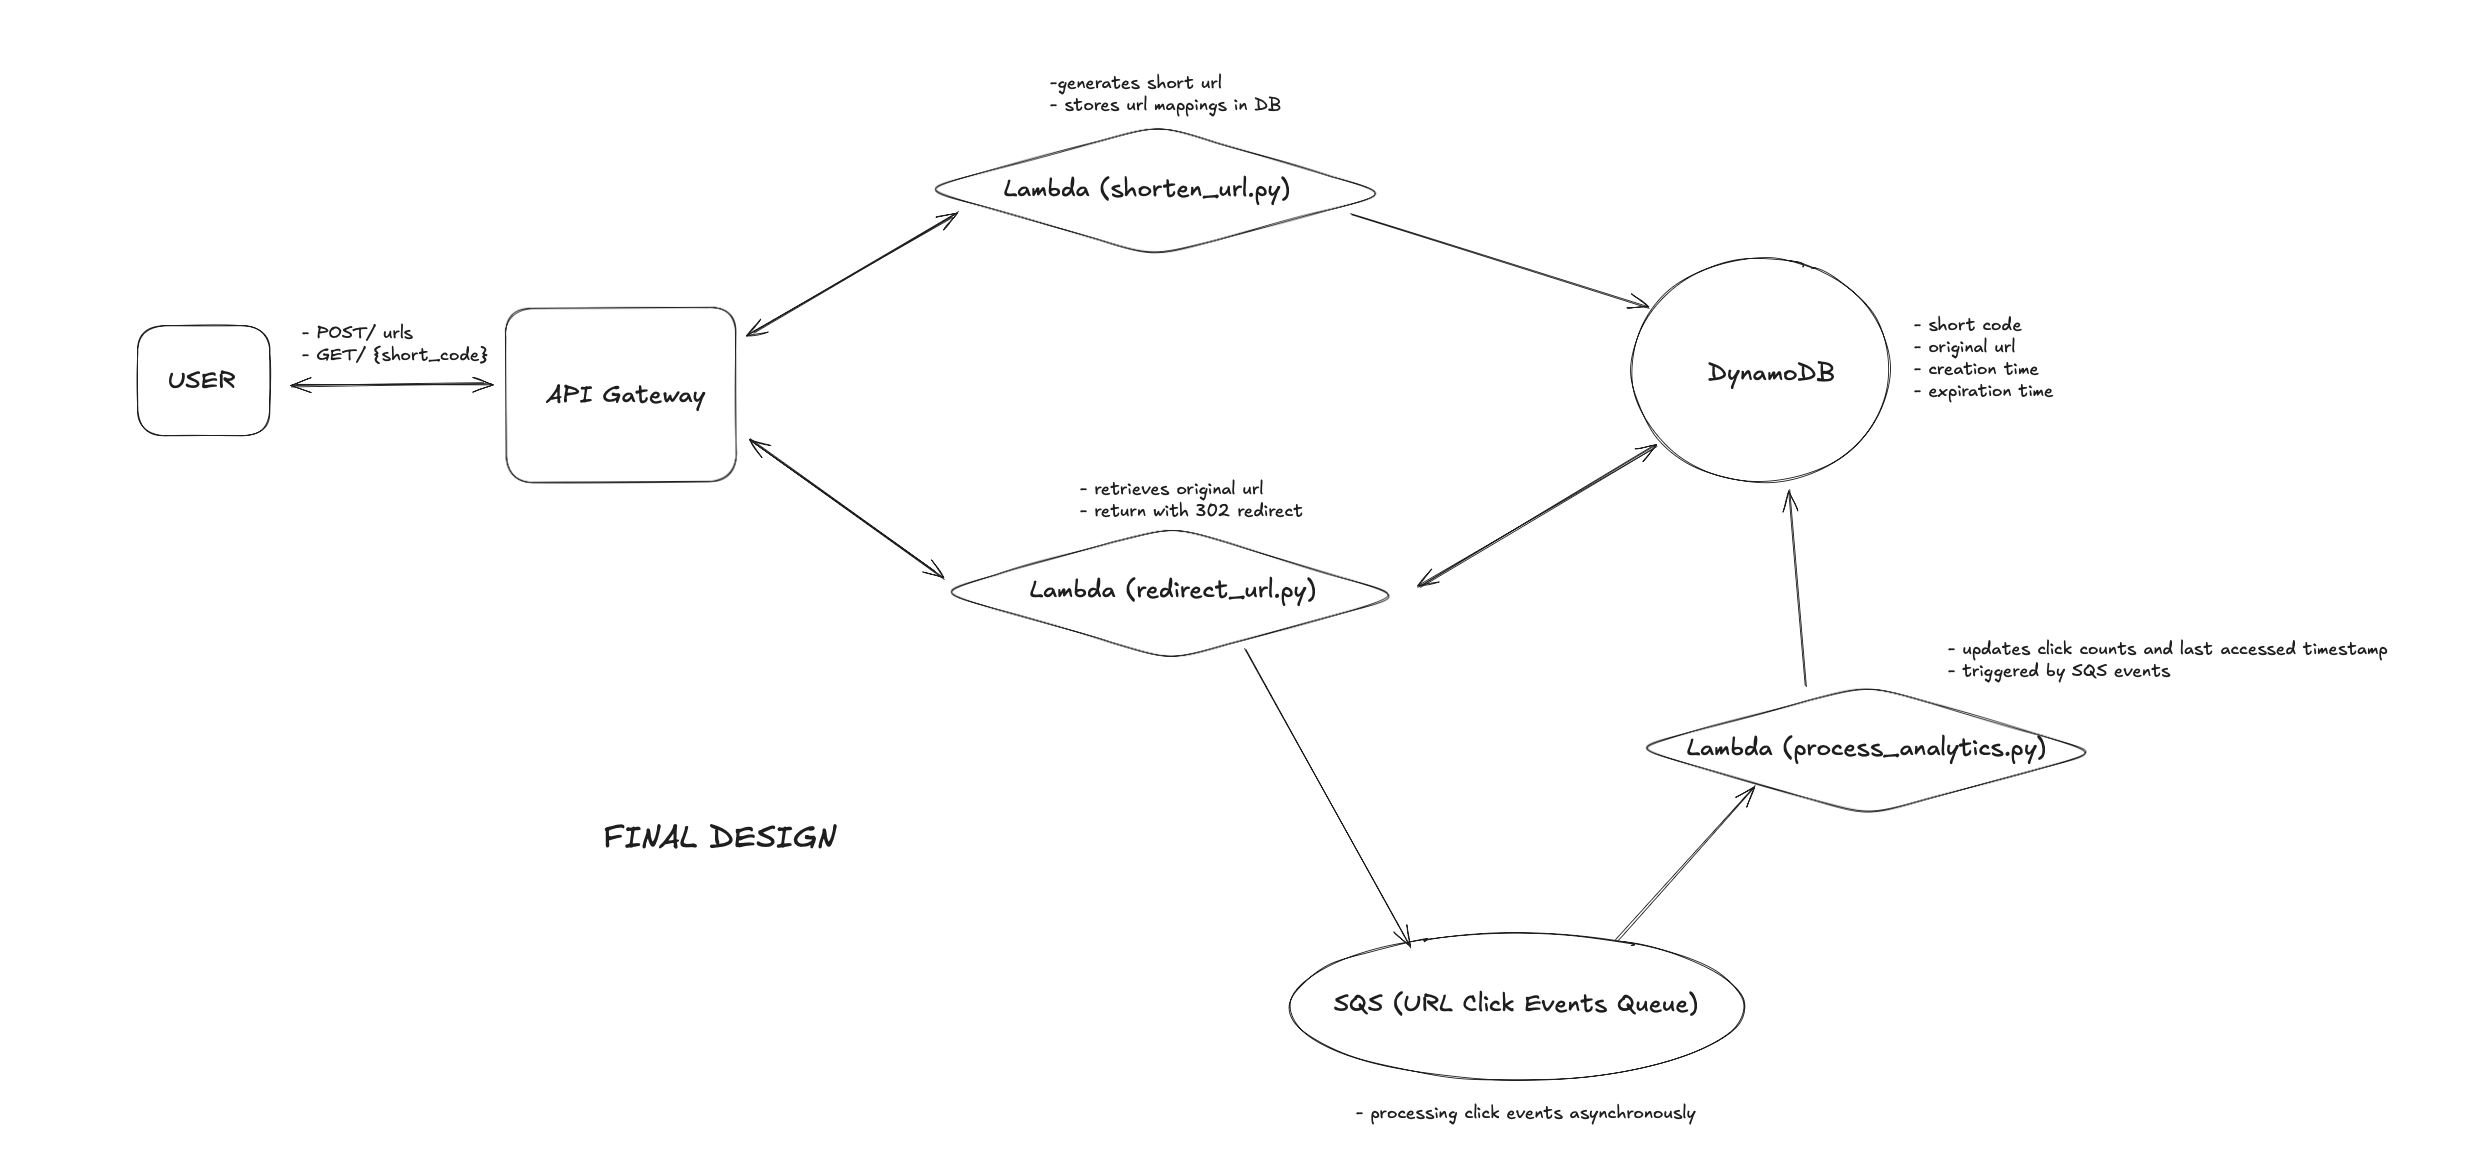 -generates short url
- stores url mappings in DB
Lambda (shorten_url.py)
- POST/ urls
- GET/ {short_code}
USER
API Gateway
DynamoDB
- short code
- original url
- creation time
- expiration time
- retrieves original url
- return with 302 redirect
Lambda (redirect_url.py)
- updates click counts and last accessed timestamp
- triggered by SQS events
Lambda (process_analytics.py)
FINAL DESIGN
SQS (URL Click Events Queue)
- processing click events asynchronously